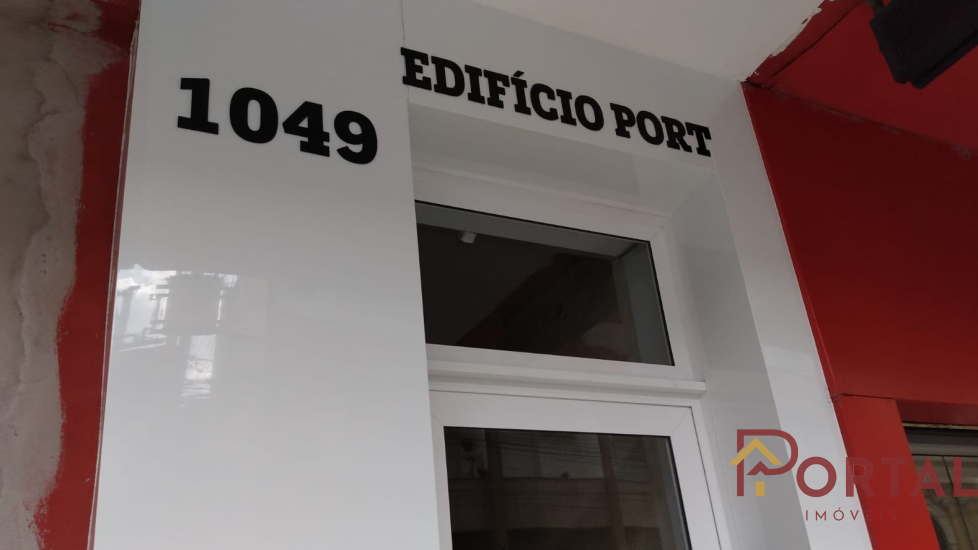 1049
EDIFÍCIO PORT
PORTAL
IMÓVEIS